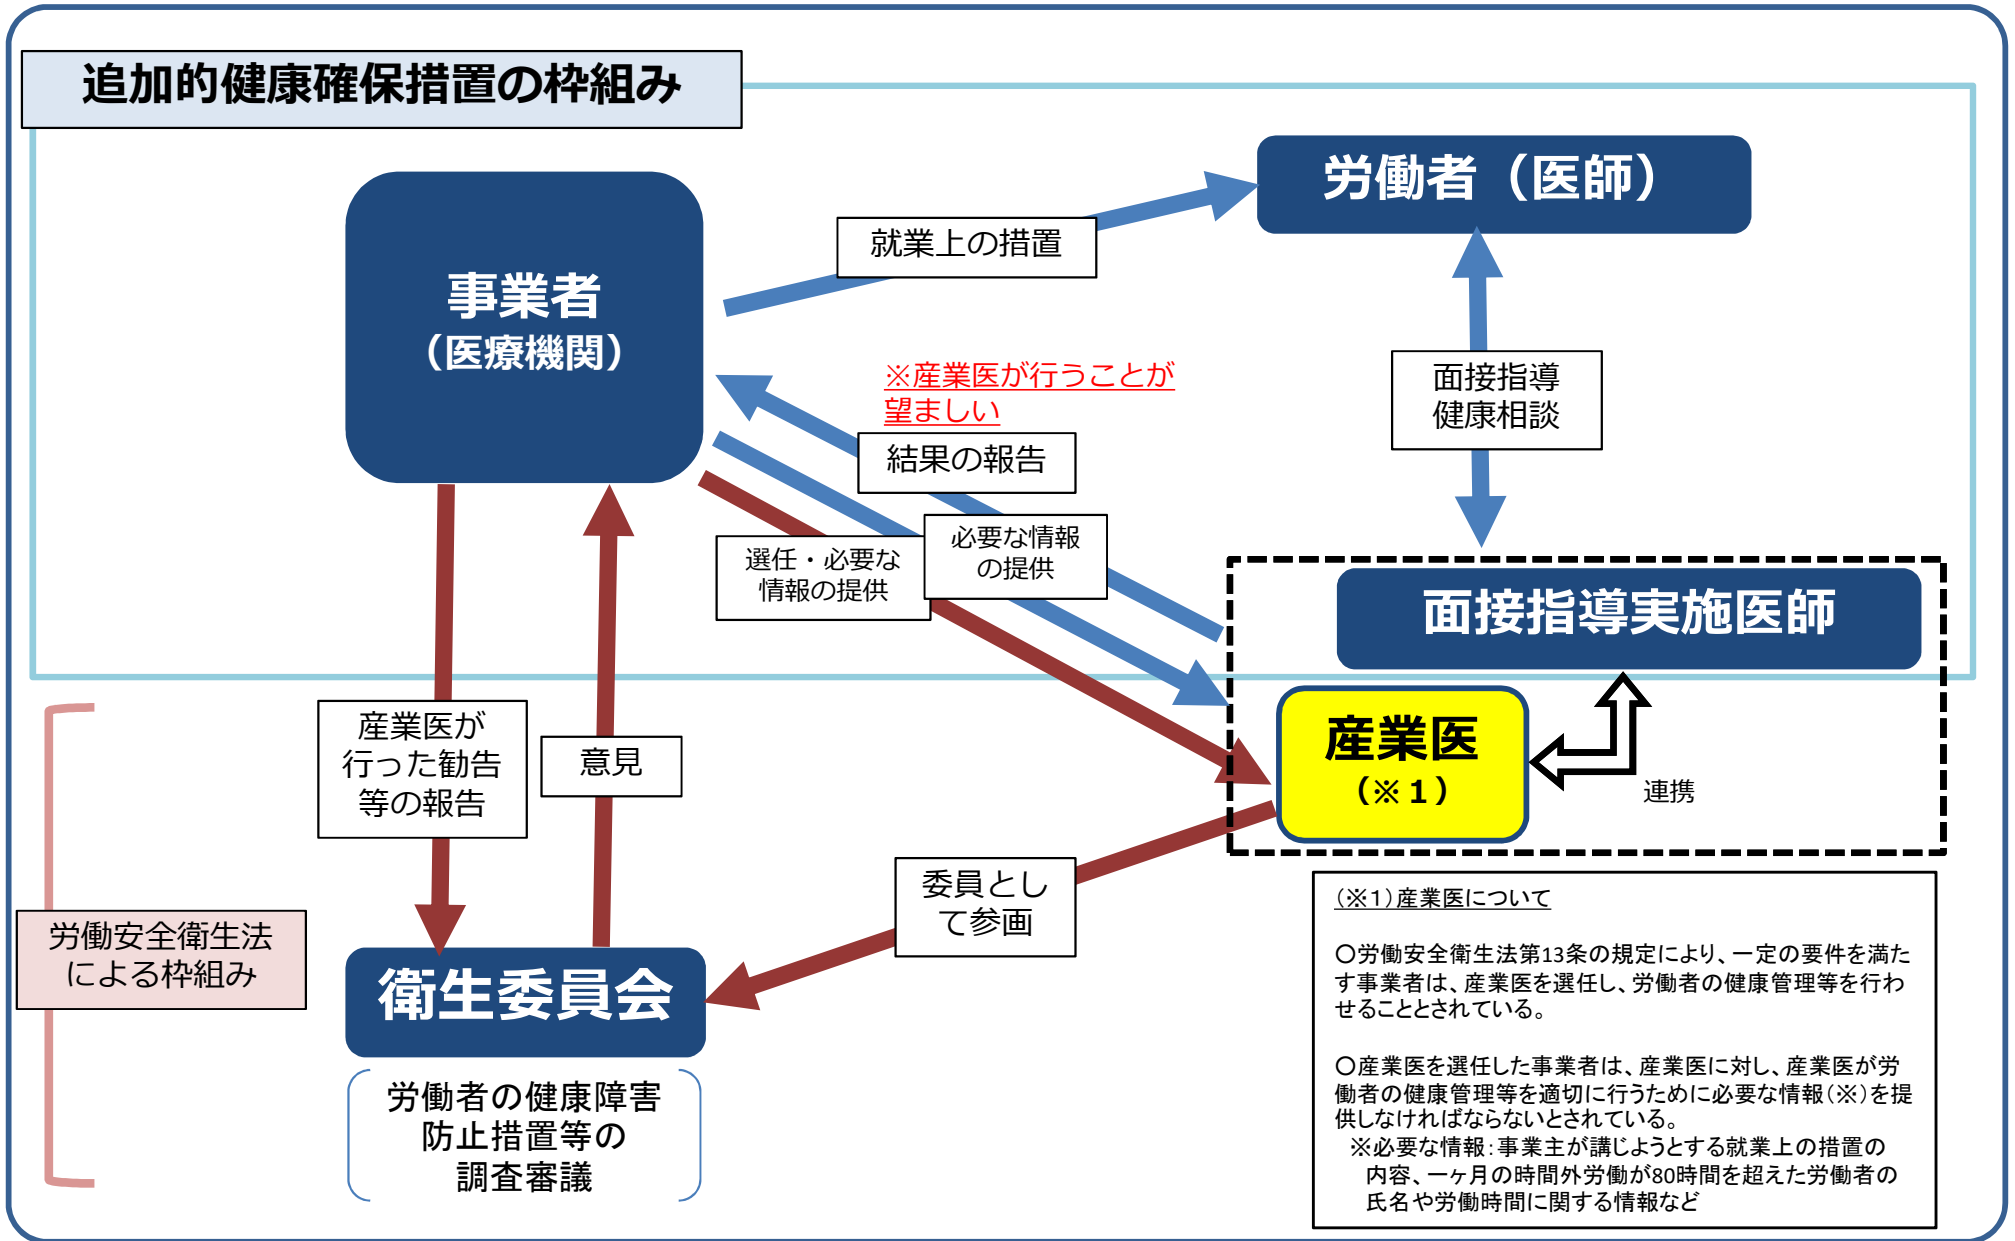 追加的健康確保措置の枠組み
労働者（医師）
事業者
（医療機関）
就業上の措置
※産業医が行うことが
望ましい
結果の報告
面接指導
健康相談
選任・必要な
情報の提供
必要な情報
の提供
面接指導実施医師
産業医
（※１）
連携
産業医が
行った勧告
等の報告
意見
委員とし
て参画
労働安全衛生法
による枠組み
衛生委員会
労働者の健康障害
防止措置等の
調査審議
（※１）産業医について
〇労働安全衛生法第13条の規定により、一定の要件を満た
す事業者は、産業医を選任し、労働者の健康管理等を行わ
せることとされている。
〇産業医を選任した事業者は、産業医に対し、産業医が労
働者の健康管理等を適切に行うために必要な情報（※）を提
供しなければならないとされている。
※必要な情報：事業主が講じようとする就業上の措置の
内容、一ヶ月の時間外労働が80時間を超えた労働者の
氏名や労働時間に関する情報など